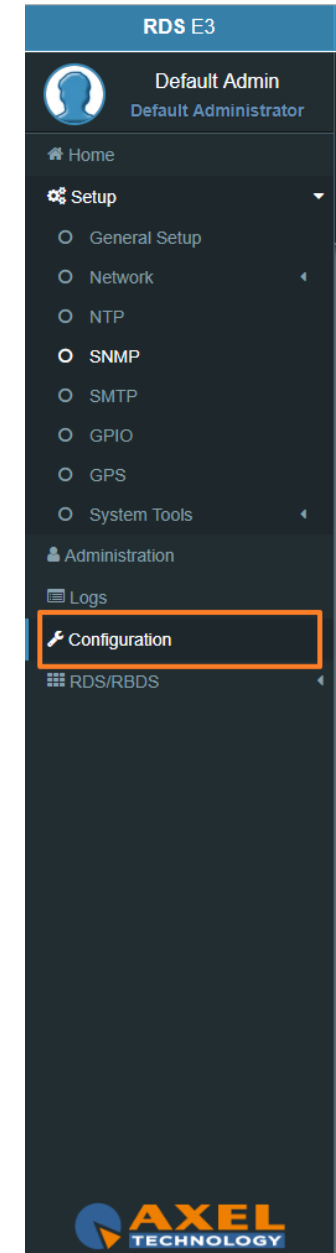 RDS E3
Default Admin
Default Administrator
Home
Setup
General Setup
Network
NTP
SNMP
SMTP
GPIO
GPS
System Tools
Administration
Logs
Configuration
RDS/RBDS
AXEL
TECHNOLOGY